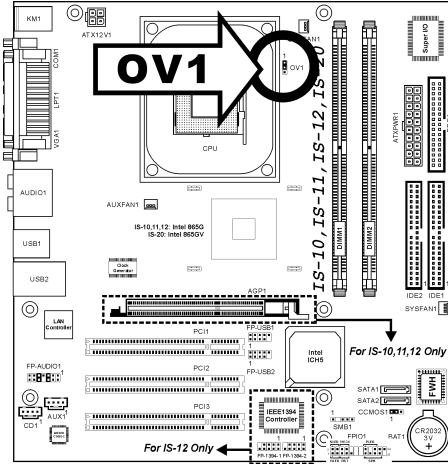 KM1
ATX12V1
FAN1
Super I/O
OV1
1
OV1
COM1
LPT1
VGA1
CPU
IS-10, IS-11, IS-12, IS-20
ATXPWR1
AUDIO1
AUXFAN1
IS-10,11,12: Intel 865G
IS-20: Intel 865GV
DIMM1
DIMM2
USB1
USB2
Clock
Generator
IDE2
IDE1
SYSFAN1
AGP1
LAN
Controller
PCI1
FP-USB1
For IS-10,11,12 Only
Intel
ICH5
FP-AUDIO1
PCI2
FP-USB2
SATA1
SATA2
FWH
CCMOS1
CD1
AUX1
PCI3
IEEE1394
Controller
SMB1
FPIO1
BAT1
CR2032
3V
+
For IS-12 Only
FP-1394-1
FP-1394-2